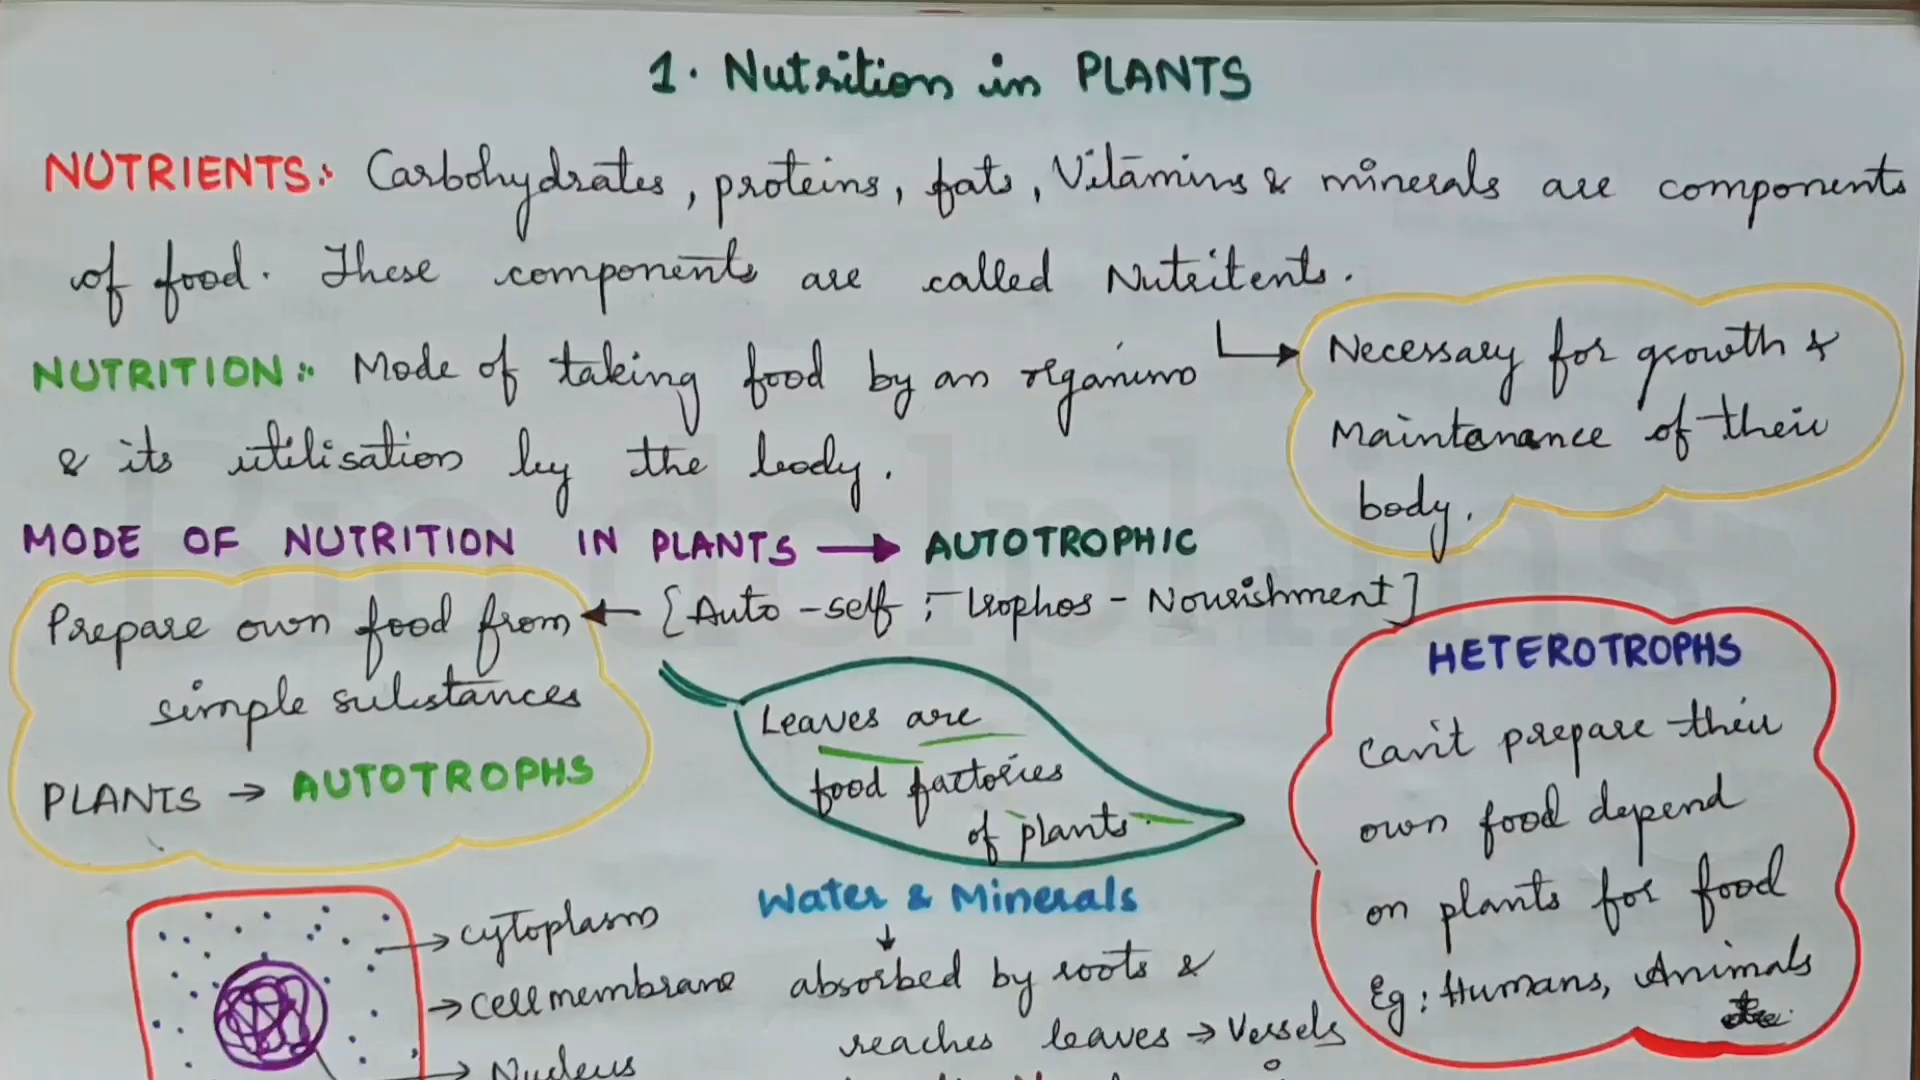 1. Nutrition in PLANTS
NUTRIENTS:- Carbohydrates, proteins, fats, Vitamins & minerals are components
of food. These components are called Nutritents.
Necessary for growth &
Maintanance of their
body.
NUTRITION:- Mode of taking food by an organism
& its utilisation by the body.
MODE OF NUTRITION IN PLANTS → AUTOTROPHIC
[Auto - self ; trophos - Nourishment]
Prepare own food from
simple substances
PLANTS → AUTOTROPHS
Leaves are
food factories
of plants.
HETEROTROPHS
Can't prepare their
own food depend
on plants for food
Eg: Humans, Animals
→ cytoplasm
→ cell membrane
→ Nucleus
Water & Minerals
↓
absorbed by roots &
reaches leaves → Vessels
Biodolphins